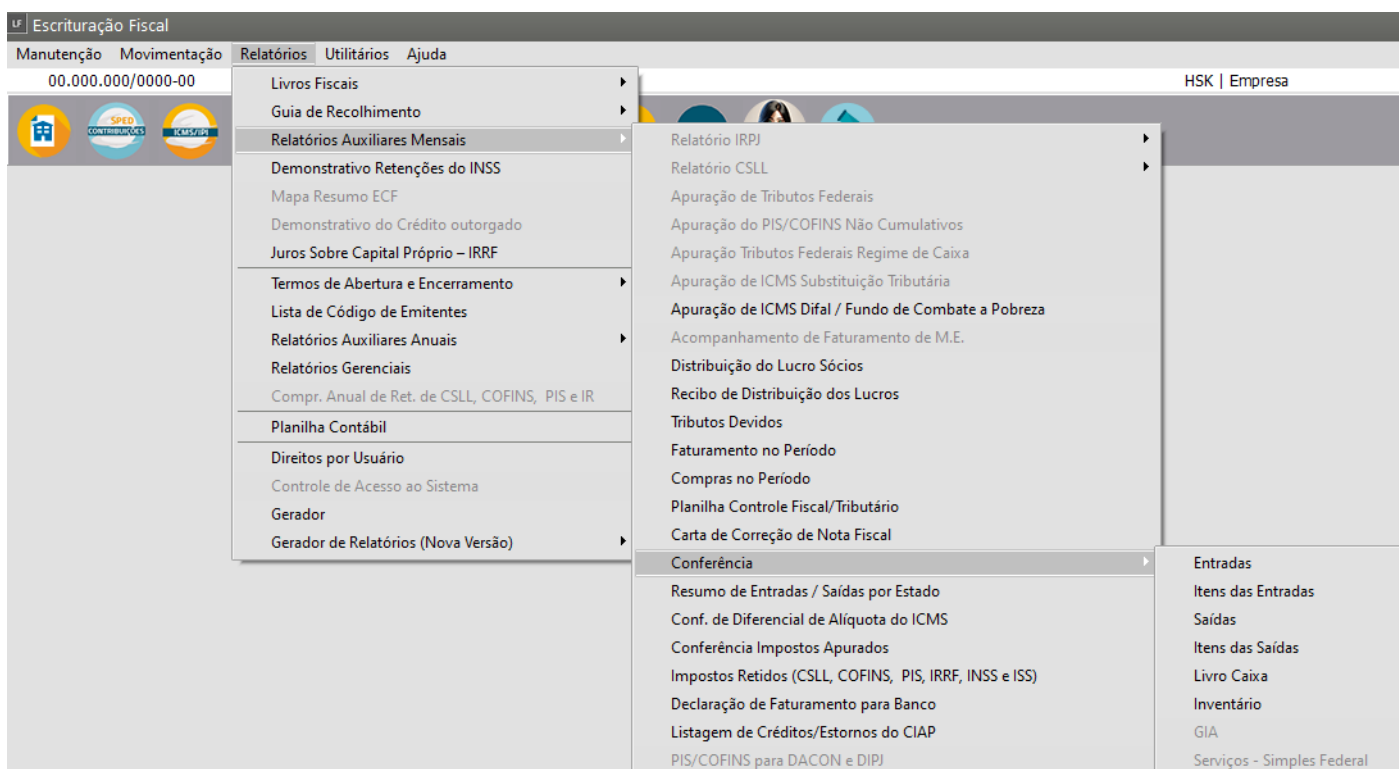 LF Escrituração Fiscal
Manutenção Movimentação Relatórios Utilitários Ajuda
00.000.000/0000-00
HSK | Empresa
SPED
CONTRIBUIÇÕES
ICMS/IPI
Livros Fiscais
Guia de Recolhimento
Relatórios Auxiliares Mensais
Demonstrativo Retenções do INSS
Mapa Resumo ECF
Demonstrativo do Crédito outorgado
Juros Sobre Capital Próprio – IRRF
Termos de Abertura e Encerramento
Lista de Código de Emitentes
Relatórios Auxiliares Anuais
Relatórios Gerenciais
Compr. Anual de Ret. de CSLL, COFINS, PIS e IR
Planilha Contábil
Direitos por Usuário
Controle de Acesso ao Sistema
Gerador
Gerador de Relatórios (Nova Versão)
Relatório IRPJ
Relatório CSLL
Apuração de Tributos Federais
Apuração do PIS/COFINS Não Cumulativos
Apuração Tributos Federais Regime de Caixa
Apuração de ICMS Substituição Tributária
Apuração de ICMS Difal / Fundo de Combate a Pobreza
Acompanhamento de Faturamento de M.E.
Distribuição do Lucro Sócios
Recibo de Distribuição dos Lucros
Tributos Devidos
Faturamento no Período
Compras no Período
Planilha Controle Fiscal/Tributário
Carta de Correção de Nota Fiscal
Conferência
Resumo de Entradas / Saídas por Estado
Conf. de Diferencial de Alíquota do ICMS
Conferência Impostos Apurados
Impostos Retidos (CSLL, COFINS, PIS, IRRF, INSS e ISS)
Declaração de Faturamento para Banco
Listagem de Créditos/Estornos do CIAP
PIS/COFINS para DACON e DIPJ
Entradas
Itens das Entradas
Saídas
Itens das Saídas
Livro Caixa
Inventário
GIA
Serviços - Simples Federal